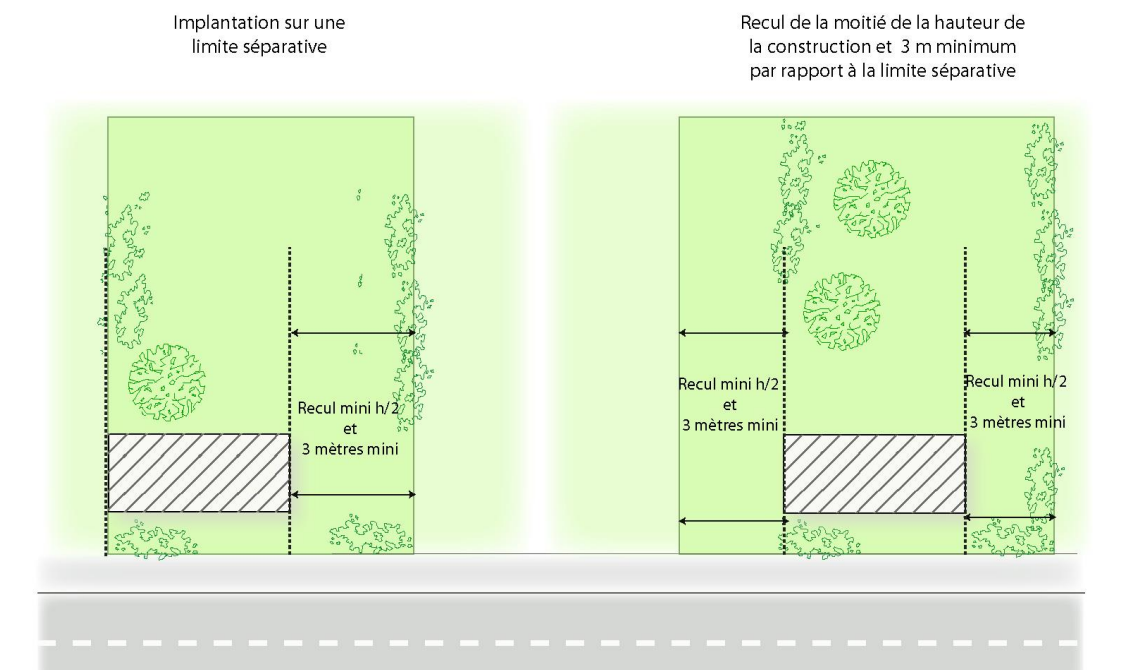 Implantation sur une
limite séparative
Recul de la moitié de la hauteur de
la construction et 3 m minimum
par rapport à la limite séparative
Recul mini h/2
et
3 mètres mini
Recul mini h/2
et
3 mètres mini
Recul mini h/2
et
3 mètres mini